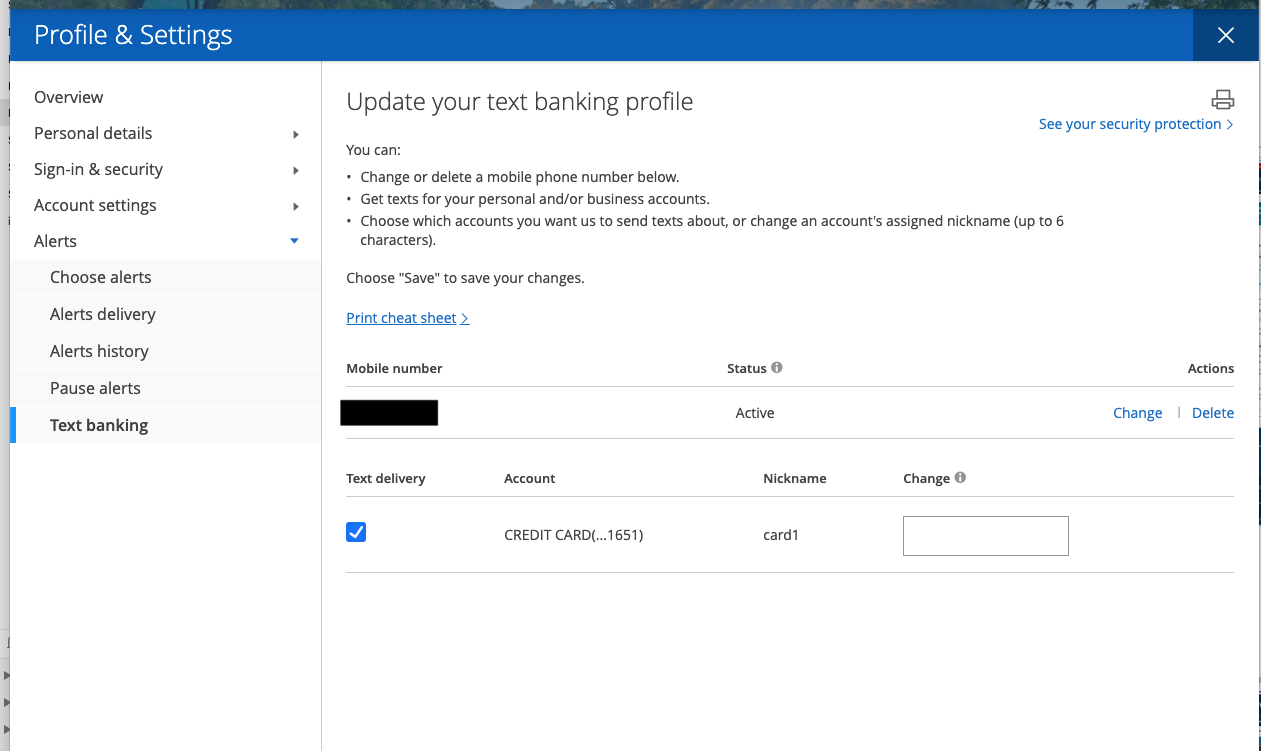 Profile & Settings
Overview
Personal details
Sign-in & security
Account settings
Alerts
Choose alerts
Alerts delivery
Alerts history
Pause alerts
Text banking
Update your text banking profile
See your security protection >
You can:
• Change or delete a mobile phone number below.
• Get texts for your personal and/or business accounts.
• Choose which accounts you want us to send texts about, or change an account's assigned nickname (up to 6
characters).
Choose "Save" to save your changes.
Print cheat sheet >
Mobile number Status Actions
Active Change | Delete
Text delivery Account Nickname Change
CREDIT CARD(...1651) card1